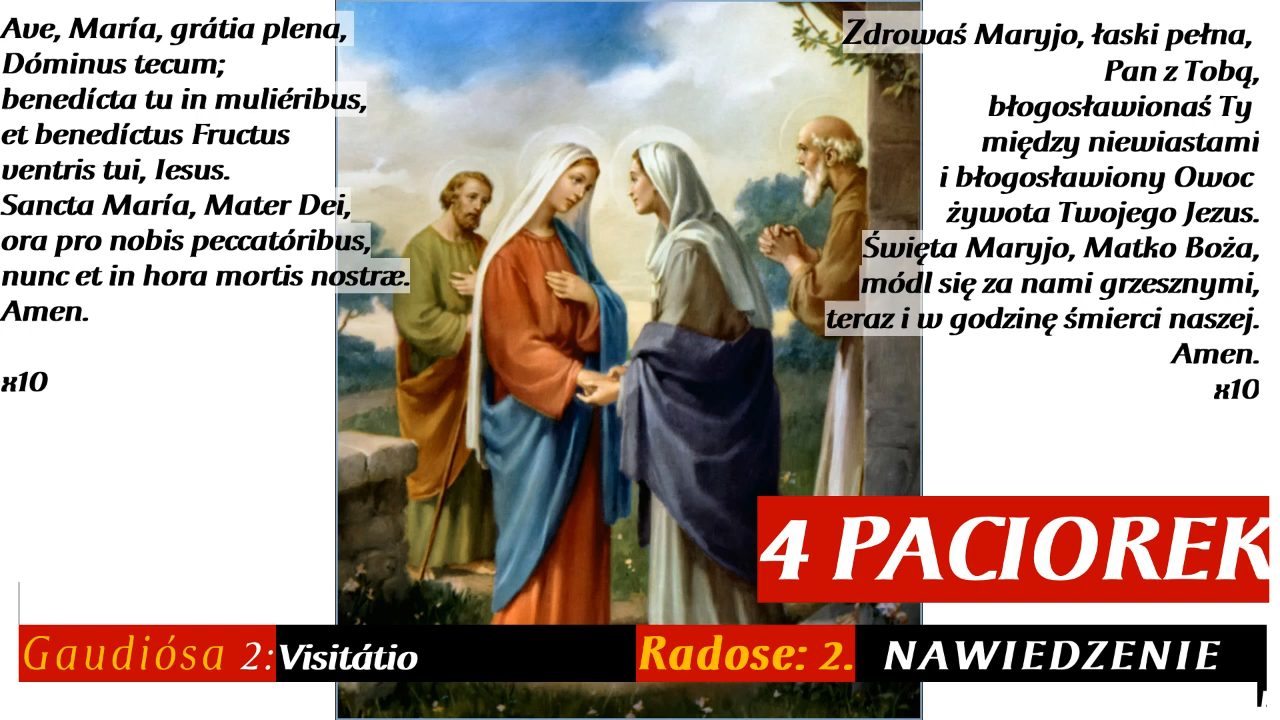 Ave, María, grátia plena,
Dóminus tecum;
benedícta tu in muliéribus,
et benedíctus Fructus
ventris tui, Iesus.
Sancta María, Mater Dei,
ora pro nobis peccatóribus,
nunc et in hora mortis nostræ.
Amen.
x10
Zdrowaś Maryjo, łaski pełna,
Pan z Tobą,
błogosławionaś Ty
między niewiastami
i błogosławiony Owoc
żywota Twojego Jezus.
Święta Maryjo, Matko Boża,
módl się za nami grzesznymi,
teraz i w godzinę śmierci naszej.
Amen.
x10
4 PACIOREK
Gaudiósa 2: Visitátio
Radose: 2. NAWIEDZENIE